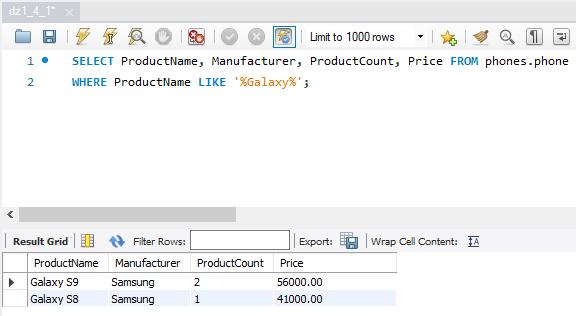 dz1_4_1* ×
Limit to 1000 rows
1 SELECT ProductName, Manufacturer, ProductCount, Price FROM phones.phone
2 WHERE ProductName LIKE '%Galaxy%';
Result Grid Filter Rows: Export: Wrap Cell Content: IA
ProductName Manufacturer ProductCount Price
Galaxy S9 Samsung 2 56000.00
Galaxy S8 Samsung 1 41000.00